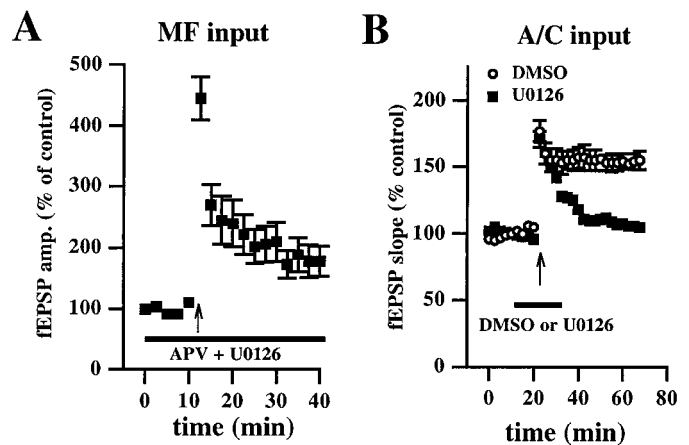 A
MF input
fEPSP amp. (% of control)
500
400
300
200
100
0
APV + U0126
0
10
20
30
40
time (min)
B
A/C input
DMSO
U0126
fEPSP slope (% control)
200
150
100
50
0
DMSO or U0126
0
20
40
60
80
time (min)